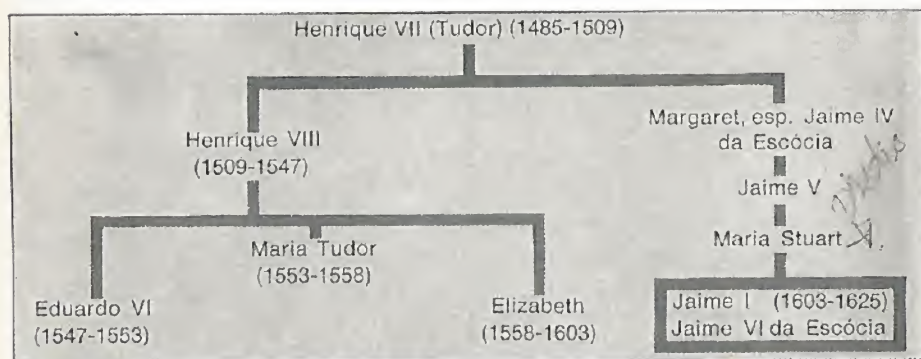 Henrique VII (Tudor) (1485-1509)
Henrique VIII
(1509-1547)
Margaret, esp. Jaime IV
da Escócia
Jaime V
Maria Stuart
Maria Tudor
(1553-1558)
Eduardo VI
(1547-1553)
Elizabeth
(1558-1603)
Jaime I (1603-1625)
Jaime VI da Escócia